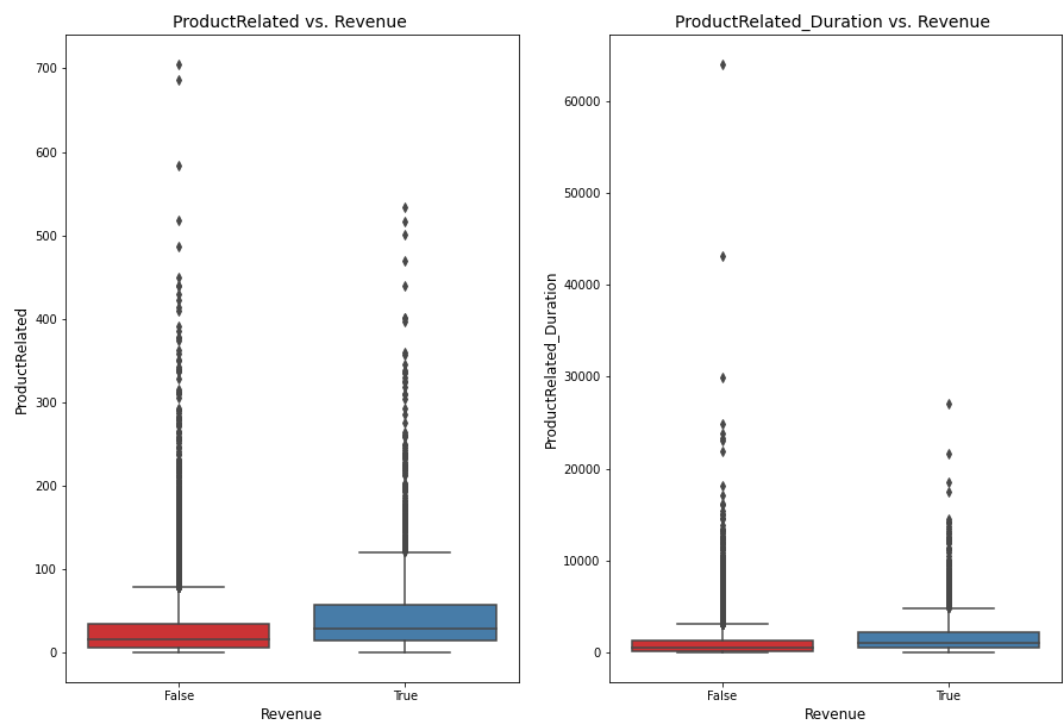 ProductRelated vs. Revenue
700
600
500
400
300
200
100
0
ProductRelated
False
True
Revenue
ProductRelated_Duration vs. Revenue
60000
50000
40000
30000
20000
10000
0
ProductRelated_Duration
False
True
Revenue